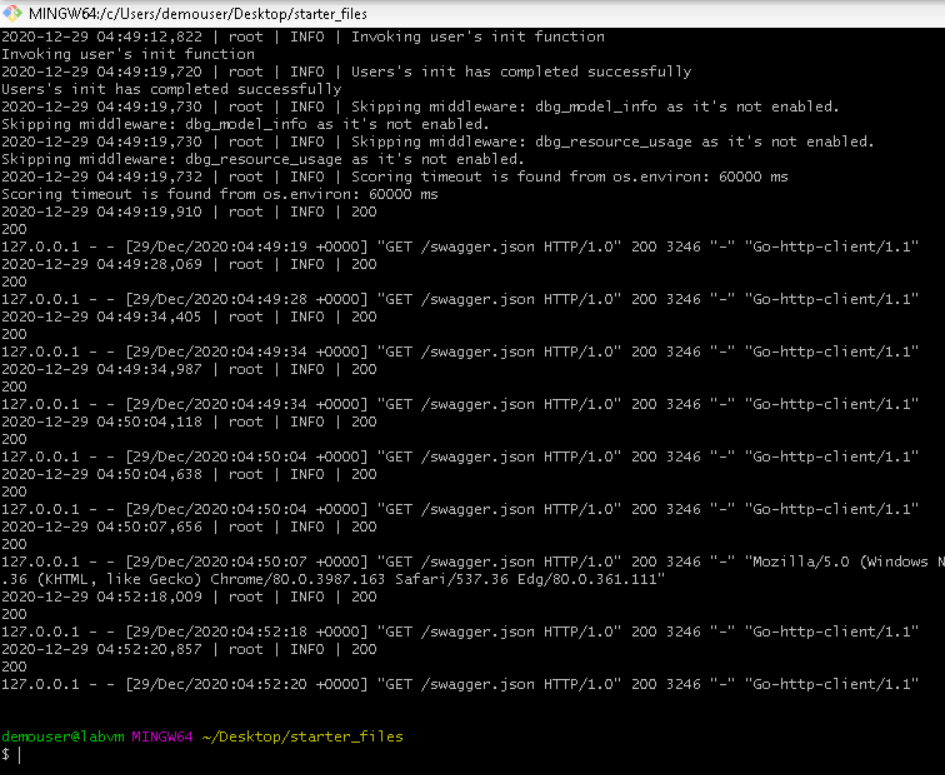 MINGW64:/c/Users/demouser/Desktop/starter_files
2020-12-29 04:49:12,822 | root | INFO | Invoking user's init function
Invoking user's init function
2020-12-29 04:49:19,720 | root | INFO | Users's init has completed successfully
Users's init has completed successfully
2020-12-29 04:49:19,730 | root | INFO | Skipping middleware: dbg_model_info as it's not enabled.
Skipping middleware: dbg_model_info as it's not enabled.
2020-12-29 04:49:19,730 | root | INFO | Skipping middleware: dbg_resource_usage as it's not enabled.
Skipping middleware: dbg_resource_usage as it's not enabled.
2020-12-29 04:49:19,732 | root | INFO | Scoring timeout is found from os.environ: 60000 ms
Scoring timeout is found from os.environ: 60000 ms
2020-12-29 04:49:19,910 | root | INFO | 200
200
127.0.0.1 - - [29/Dec/2020:04:49:19 +0000] "GET /swagger.json HTTP/1.0" 200 3246 "-" "Go-http-client/1.1"
2020-12-29 04:49:28,069 | root | INFO | 200
200
127.0.0.1 - - [29/Dec/2020:04:49:28 +0000] "GET /swagger.json HTTP/1.0" 200 3246 "-" "Go-http-client/1.1"
2020-12-29 04:49:34,405 | root | INFO | 200
200
127.0.0.1 - - [29/Dec/2020:04:49:34 +0000] "GET /swagger.json HTTP/1.0" 200 3246 "-" "Go-http-client/1.1"
2020-12-29 04:49:34,987 | root | INFO | 200
200
127.0.0.1 - - [29/Dec/2020:04:49:34 +0000] "GET /swagger.json HTTP/1.0" 200 3246 "-" "Go-http-client/1.1"
2020-12-29 04:50:04,118 | root | INFO | 200
200
127.0.0.1 - - [29/Dec/2020:04:50:04 +0000] "GET /swagger.json HTTP/1.0" 200 3246 "-" "Go-http-client/1.1"
2020-12-29 04:50:04,638 | root | INFO | 200
200
127.0.0.1 - - [29/Dec/2020:04:50:04 +0000] "GET /swagger.json HTTP/1.0" 200 3246 "-" "Go-http-client/1.1"
2020-12-29 04:50:07,656 | root | INFO | 200
200
127.0.0.1 - - [29/Dec/2020:04:50:07 +0000] "GET /swagger.json HTTP/1.0" 200 3246 "-" "Mozilla/5.0 (Windows N
.36 (KHTML, like Gecko) Chrome/80.0.3987.163 Safari/537.36 Edg/80.0.361.111"
2020-12-29 04:52:18,009 | root | INFO | 200
200
127.0.0.1 - - [29/Dec/2020:04:52:18 +0000] "GET /swagger.json HTTP/1.0" 200 3246 "-" "Go-http-client/1.1"
2020-12-29 04:52:20,857 | root | INFO | 200
200
127.0.0.1 - - [29/Dec/2020:04:52:20 +0000] "GET /swagger.json HTTP/1.0" 200 3246 "-" "Go-http-client/1.1"
demouser@labvm MINGW64 ~/Desktop/starter_files
$